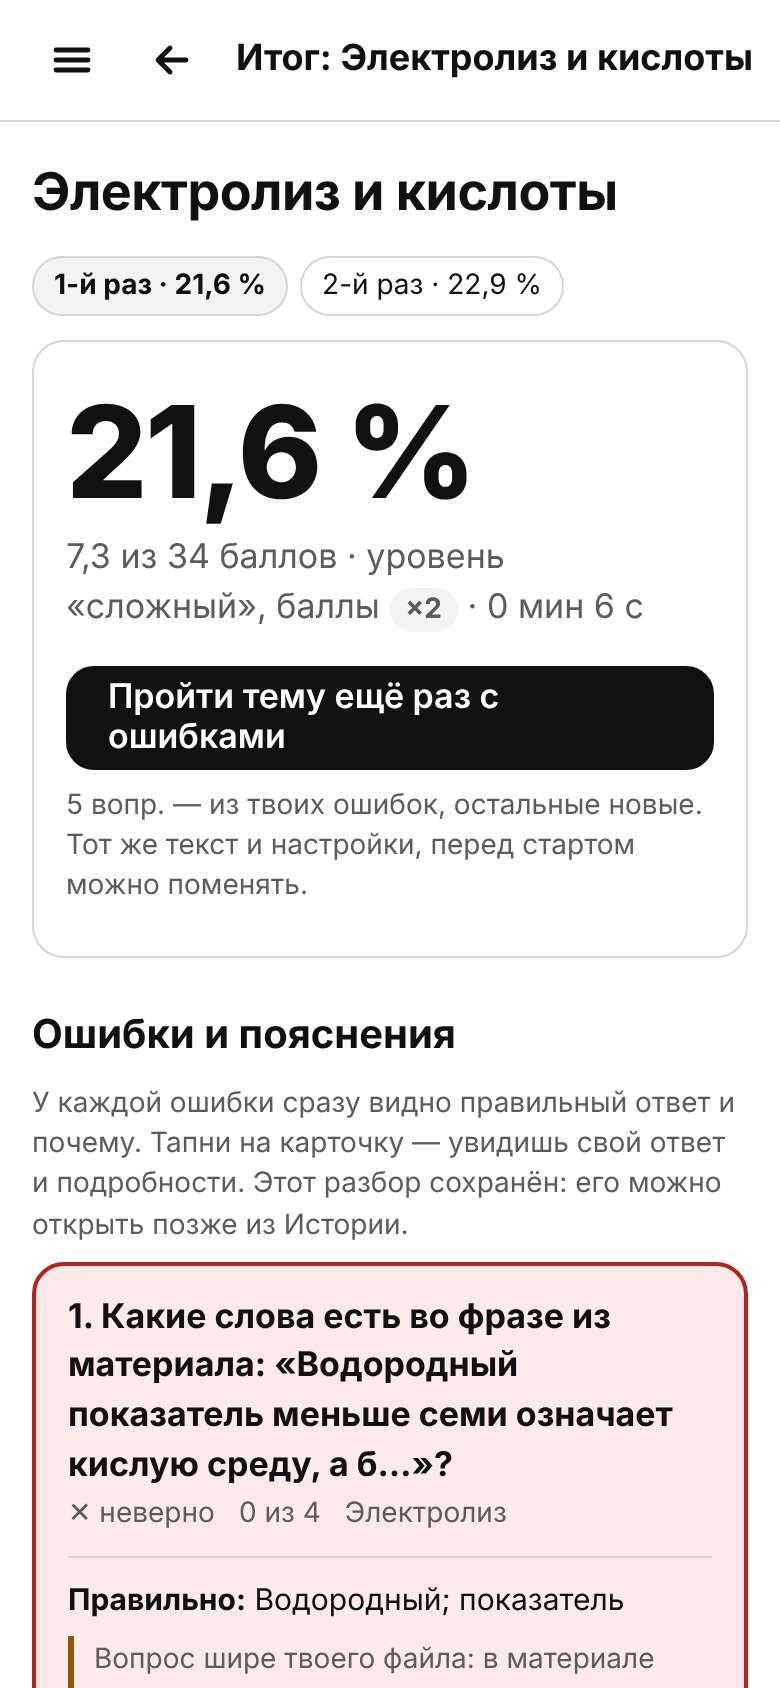 Итог: Электролиз и кислоты
Электролиз и кислоты
1-й раз · 21,6 %
2-й раз · 22,9 %
21,6 %
7,3 из 34 баллов · уровень
«сложный», баллы ×2 · 0 мин 6 с
Пройти тему ещё раз с
ошибками
5 вопр. — из твоих ошибок, остальные новые.
Тот же текст и настройки, перед стартом
можно поменять.
Ошибки и пояснения
У каждой ошибки сразу видно правильный ответ и
почему. Тапни на карточку — увидишь свой ответ
и подробности. Этот разбор сохранён: его можно
открыть позже из Истории.
1. Какие слова есть во фразе из
материала: «Водородный
показатель меньше семи означает
кислую среду, а б…»?
✕ неверно 0 из 4 Электролиз
Правильно: Водородный; показатель
Вопрос шире твоего файла: в материале